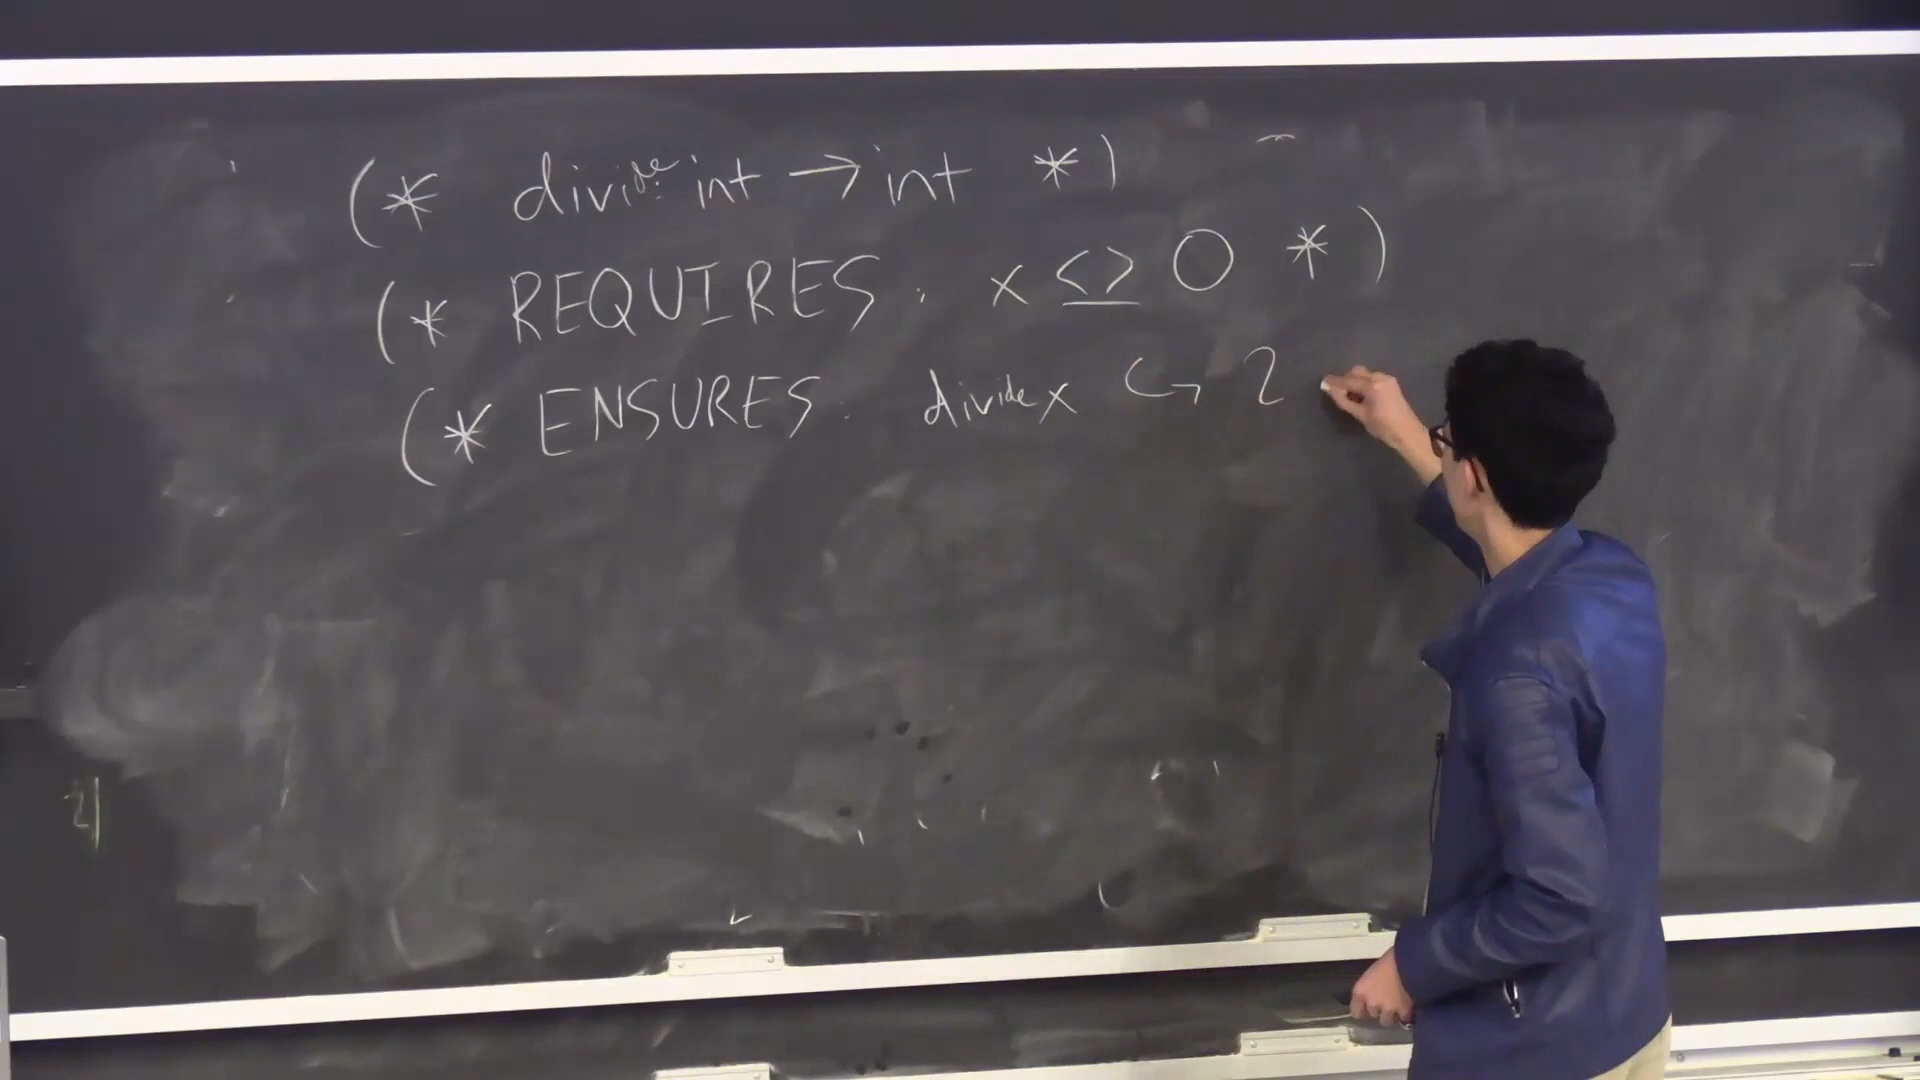 (* divide: int → int *)
(* REQUIRES: x <> 0 *)
(* ENSURES: divide x ↪ 2